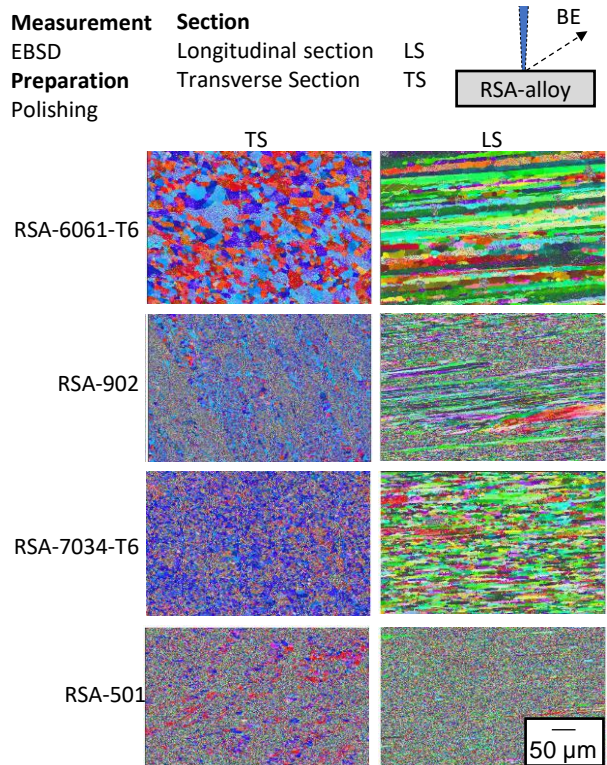 Measurement Section
EBSD Longitudinal section LS
Preparation Transverse Section TS
Polishing
BE
RSA-alloy
TS LS
RSA-6061-T6
RSA-902
RSA-7034-T6
RSA-501
50 µm